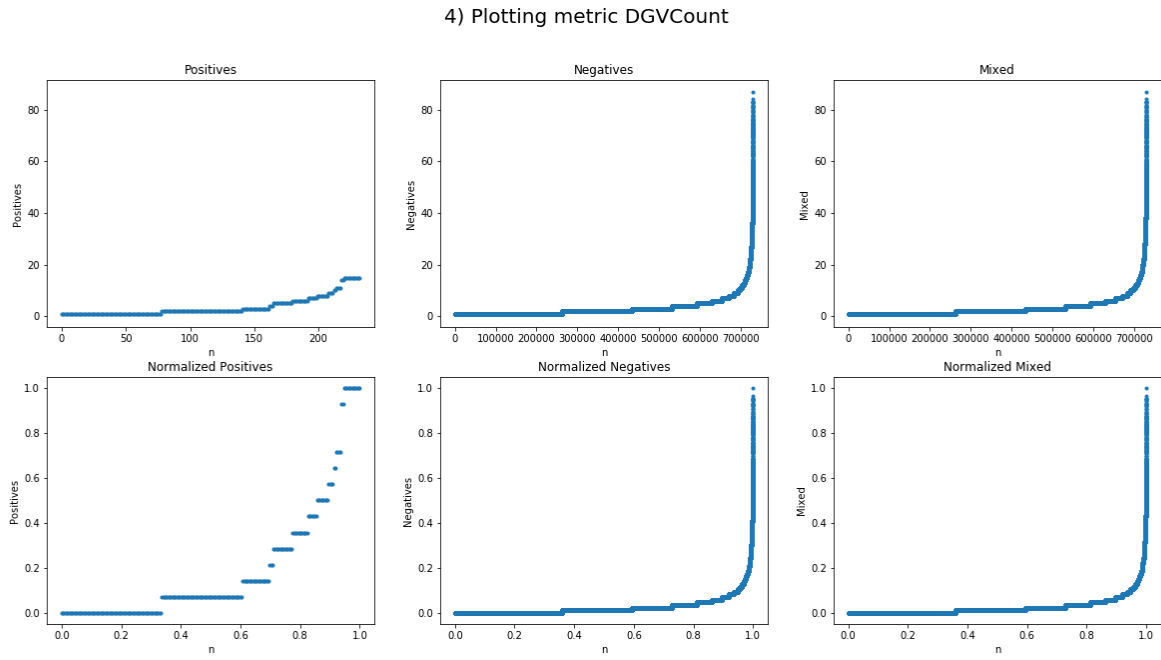 4) Plotting metric DGVCount
Positives
Negatives
Mixed
Positives
80
60
40
20
0
0 50 100 150 200
n
Negatives
80
60
40
20
0
0 100000 200000 300000 400000 500000 600000 700000
n
Mixed
80
60
40
20
0
0 100000 200000 300000 400000 500000 600000 700000
n
Normalized Positives
Normalized Negatives
Normalized Mixed
Positives
1.0
0.8
0.6
0.4
0.2
0.0
0.0 0.2 0.4 0.6 0.8 1.0
n
Negatives
1.0
0.8
0.6
0.4
0.2
0.0
0.0 0.2 0.4 0.6 0.8 1.0
n
Mixed
1.0
0.8
0.6
0.4
0.2
0.0
0.0 0.2 0.4 0.6 0.8 1.0
n